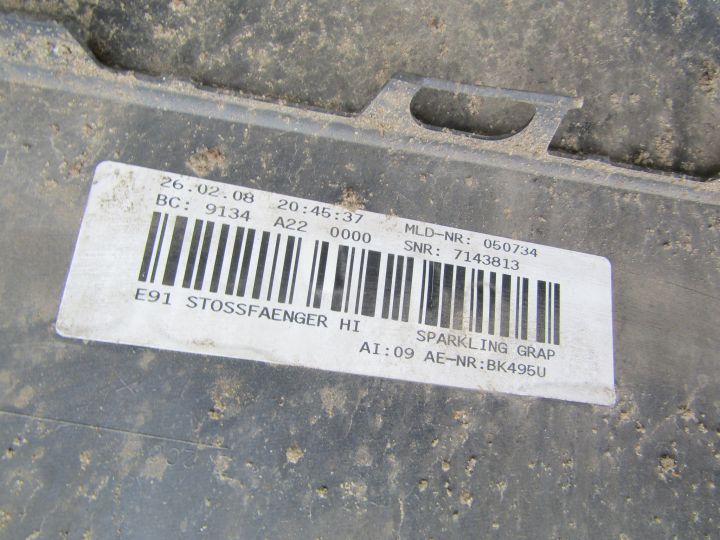 26.02.08 20:45:37 MLD-NR: 050734
BC: 9134 A22 0000 SNR: 7143813
E91 STOSSFAENGER HI SPARKLING GRAP
AI:09 AE-NR:BK495U